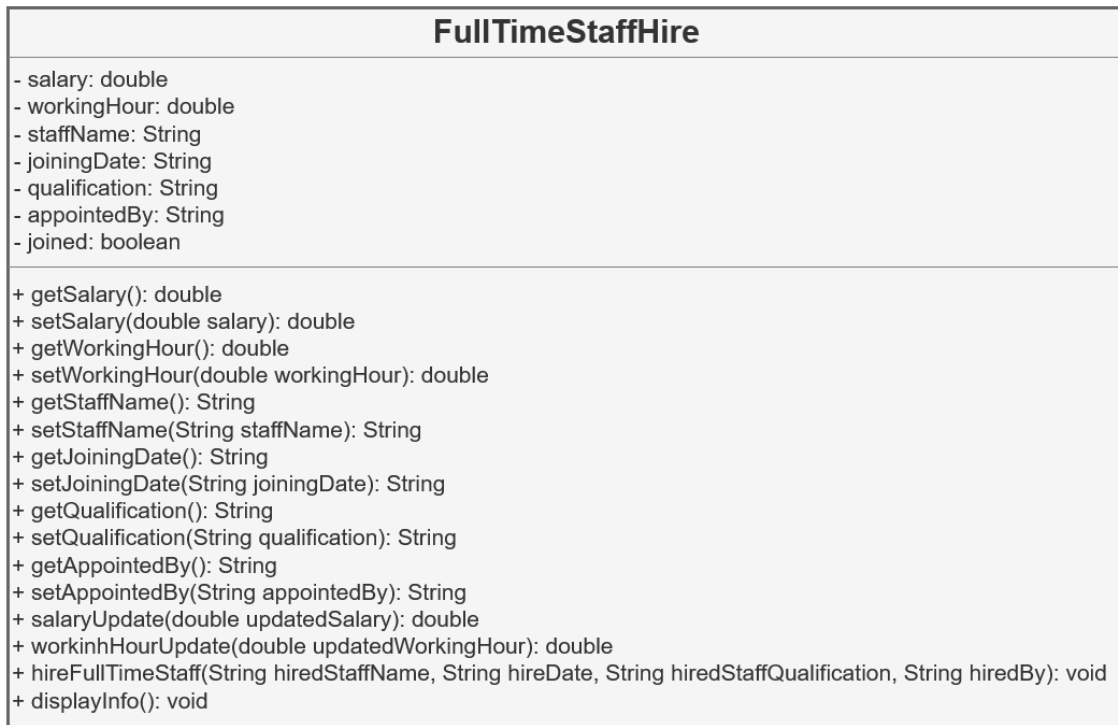 FullTimeStaffHire
- salary: double
- workingHour: double
- staffName: String
- joiningDate: String
- qualification: String
- appointedBy: String
- joined: boolean
+ getSalary(): double
+ setSalary(double salary): double
+ getWorkingHour(): double
+ setWorkingHour(double workingHour): double
+ getStaffName(): String
+ setStaffName(String staffName): String
+ getJoiningDate(): String
+ setJoiningDate(String joiningDate): String
+ getQualification(): String
+ setQualification(String qualification): String
+ getAppointedBy(): String
+ setAppointedBy(String appointedBy): String
+ salaryUpdate(double updatedSalary): double
+ workinhHourUpdate(double updatedWorkingHour): double
+ hireFullTimeStaff(String hiredStaffName, String hireDate, String hiredStaffQualification, String hiredBy): void
+ displayInfo(): void